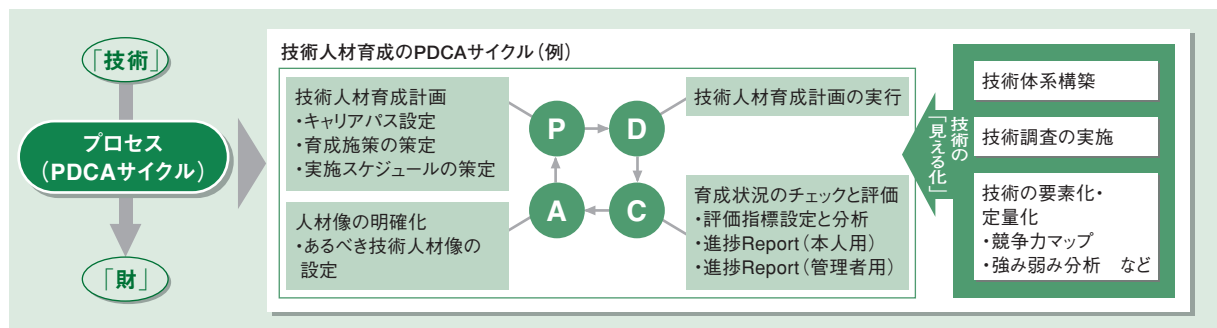 「技術」
プロセス
(PDCAサイクル)
「財」
技術人材育成のPDCAサイクル(例)
技術人材育成計画
・キャリアパス設定
・育成施策の策定
・実施スケジュールの策定
P
D
技術人材育成計画の実行
人材像の明確化
・あるべき技術人材像の
設定
A
C
育成状況のチェックと評価
・評価指標設定と分析
・進捗Report(本人用)
・進捗Report(管理者用)
技術の
「見える化」
技術体系構築
技術調査の実施
技術の要素化・
定量化
・競争力マップ
・強み弱み分析 など